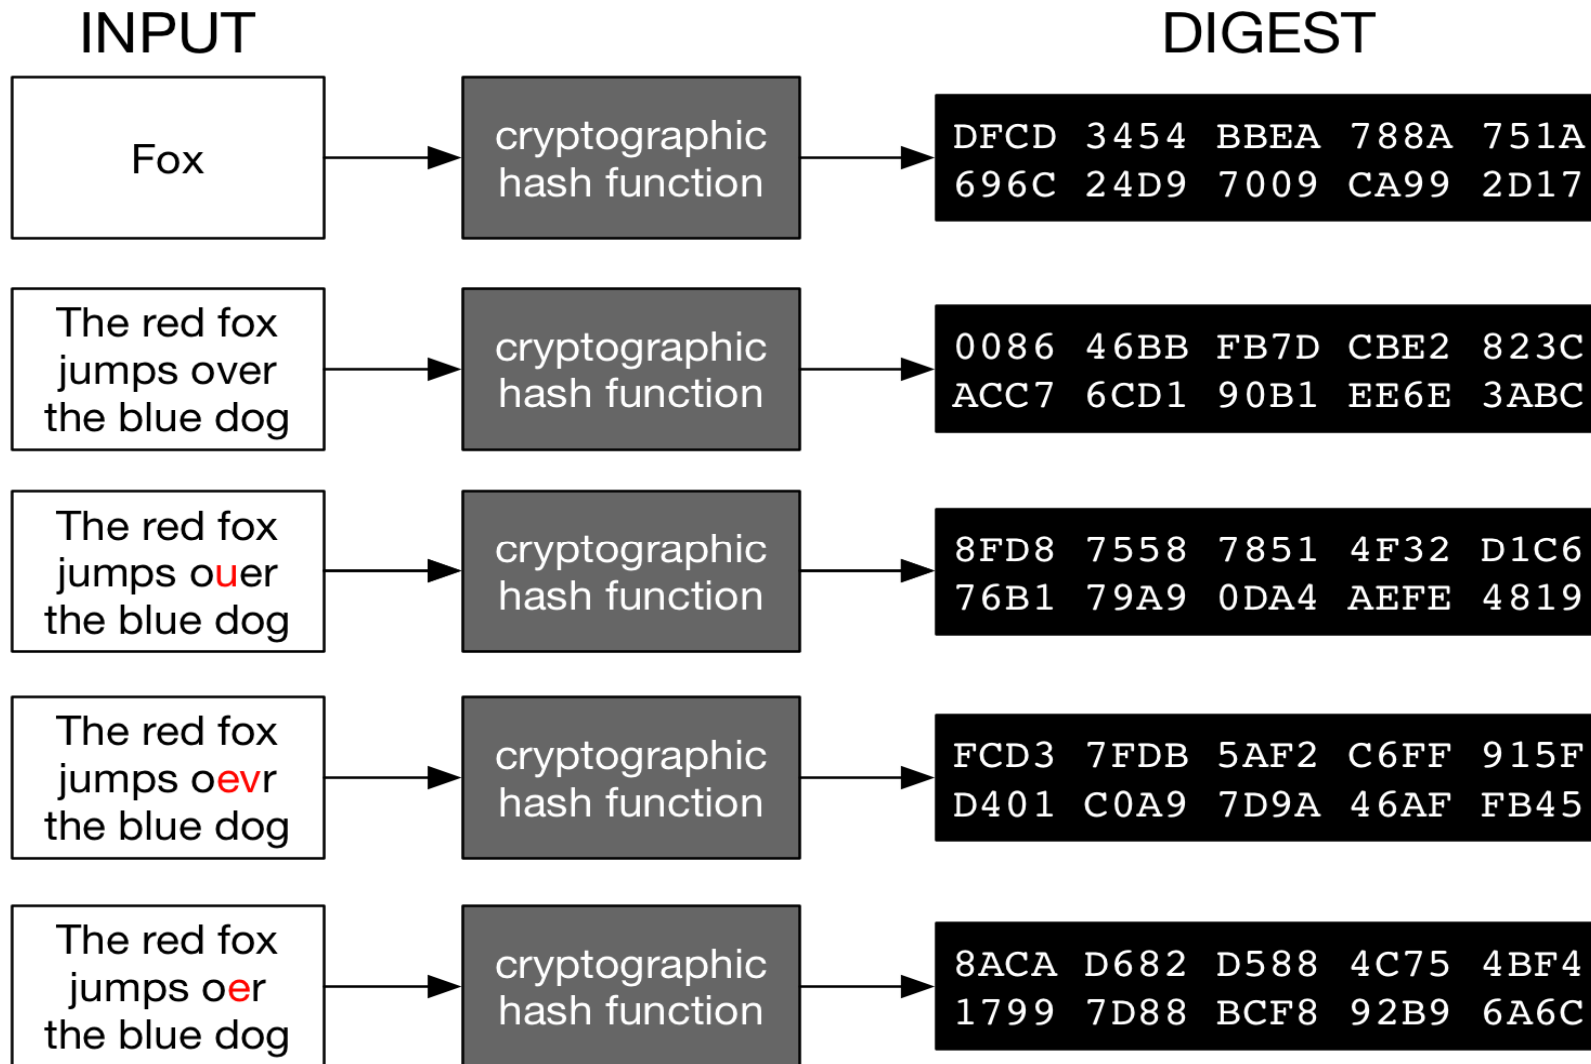 INPUT
DIGEST
Fox
cryptographic
hash function
DFCD 3454 BBEA 788A 751A
696C 24D9 7009 CA99 2D17
The red fox
jumps over
the blue dog
cryptographic
hash function
0086 46BB FB7D CBE2 823C
ACC7 6CD1 90B1 EE6E 3ABC
The red fox
jumps ouer
the blue dog
cryptographic
hash function
8FD8 7558 7851 4F32 D1C6
76B1 79A9 0DA4 AEFE 4819
The red fox
jumps oevr
the blue dog
cryptographic
hash function
FCD3 7FDB 5AF2 C6FF 915F
D401 C0A9 7D9A 46AF FB45
The red fox
jumps oer
the blue dog
cryptographic
hash function
8ACA D682 D588 4C75 4BF4
1799 7D88 BCF8 92B9 6A6C